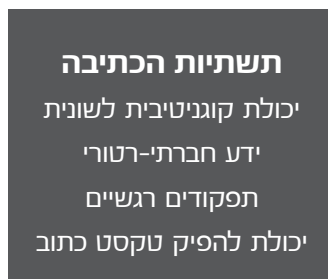 תשתיות הכתיבה
יכולת קוגניטיבית לשונית
ידע חברתי-רטורי
תפקודים רגשיים
יכולת להפיק טקסט כתוב